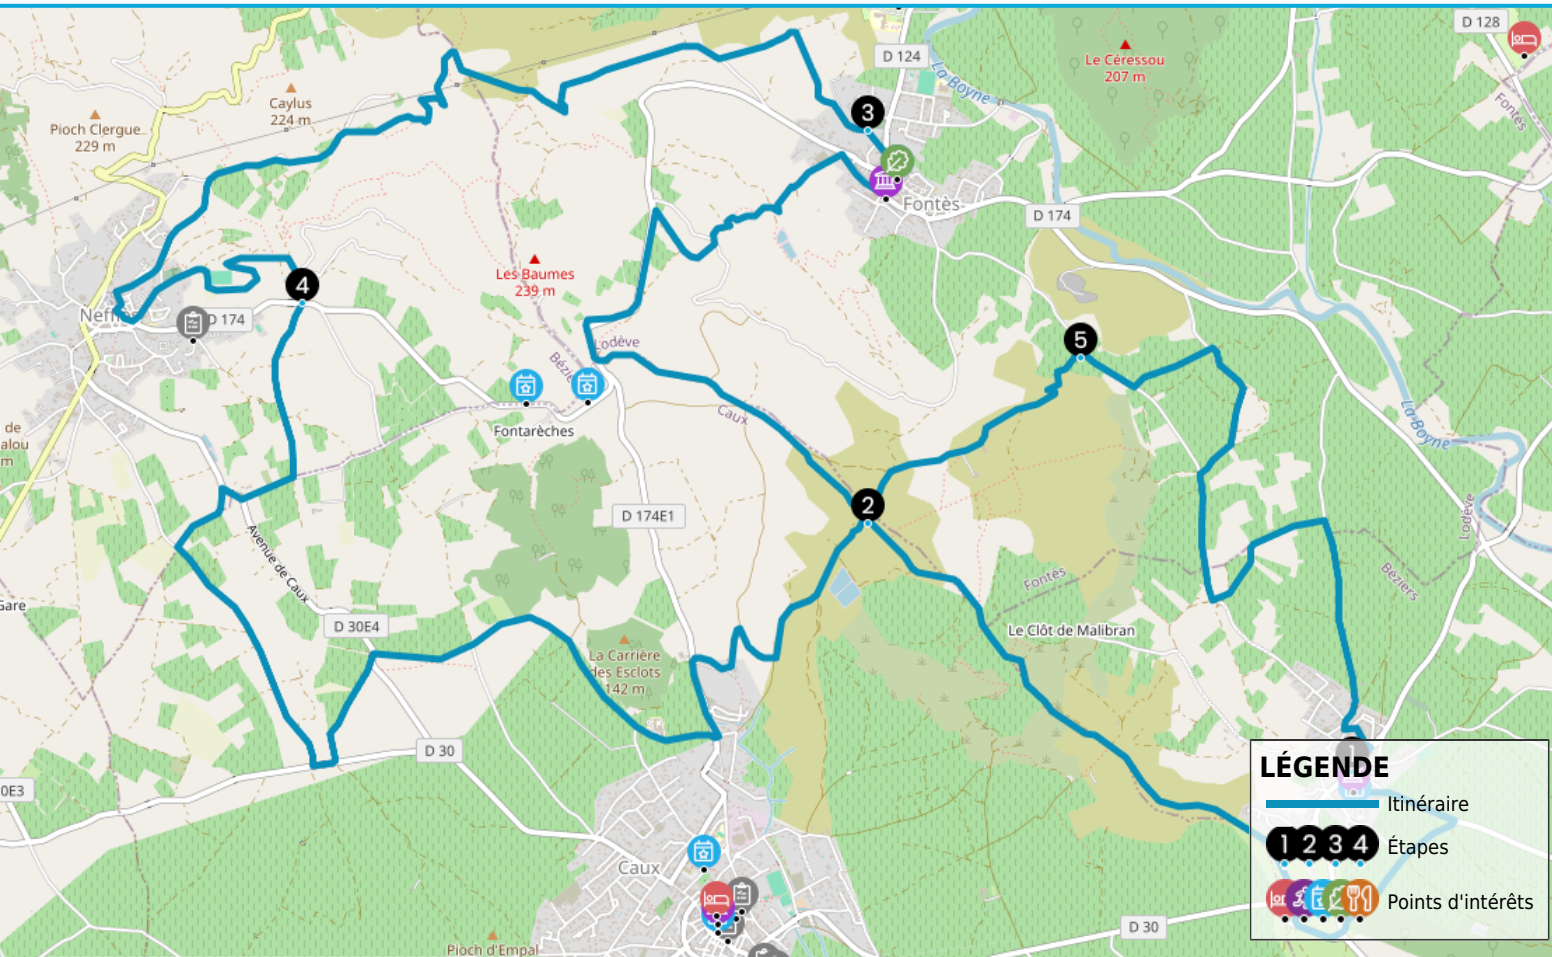 D 128
D 124
Le Céressou
207 m
La Boyne
Fontès
Caylus
224 m
Pioch Clergue
229 m
3
Fontès
D 174
Les Baumes
239 m
4
D 174
Lodève
5
Caux
La Boyne
de
alou
m
Fontarèches
2
D 174E1
Lodève
Avenue de Caux
Fontès
Béziers
Gare
D 30E4
Le Clôt de Malibran
La Carrière
des Esclots
142 m
D 30
0E3
1
LÉGENDE
Itinéraire
1 2 3 4
Étapes
Points d'intérêts
Caux
D 30
Pioch d'Empal